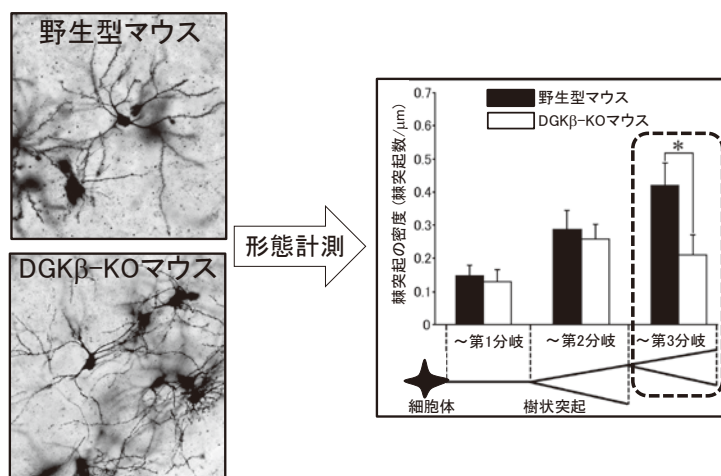 野生型マウス
DGKβ-KOマウス
形態計測
棘突起の密度(棘突起数/μm)
0.7
0.6
0.5
0.4
0.3
0.2
0.1
0
野生型マウス
DGKβ-KOマウス
*
~第1分岐
~第2分岐
~第3分岐
細胞体
樹状突起